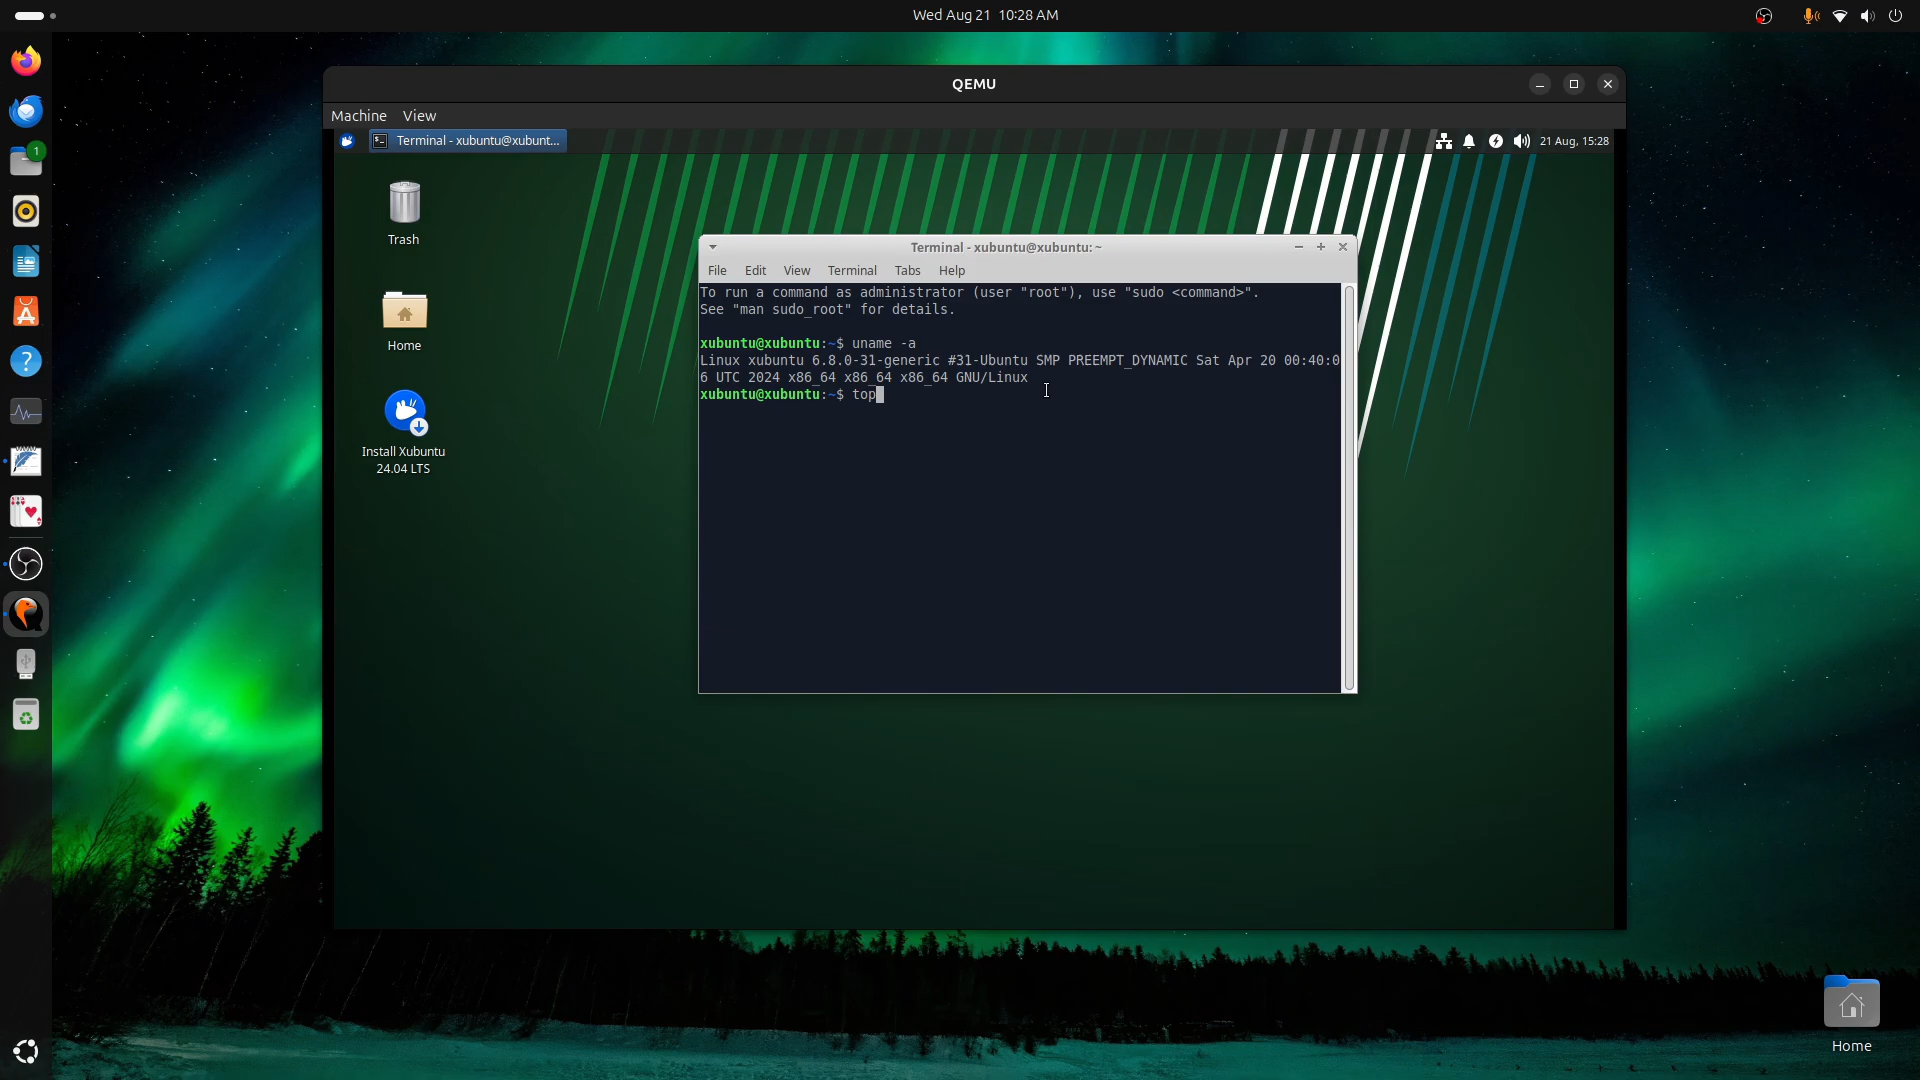 Wed Aug 21 10:28 AM
QEMU
Machine View
Terminal - xubuntu@xubunt...
21 Aug, 15:28
1
Trash
Home
Install Xubuntu
24.04 LTS
Terminal - xubuntu@xubuntu: ~
File Edit View Terminal Tabs Help
To run a command as administrator (user "root"), use "sudo <command>".
See "man sudo_root" for details.
xubuntu@xubuntu:~$ uname -a
Linux xubuntu 6.8.0-31-generic #31-Ubuntu SMP PREEMPT_DYNAMIC Sat Apr 20 00:40:0
6 UTC 2024 x86_64 x86_64 x86_64 GNU/Linux
xubuntu@xubuntu:~$ top
Home